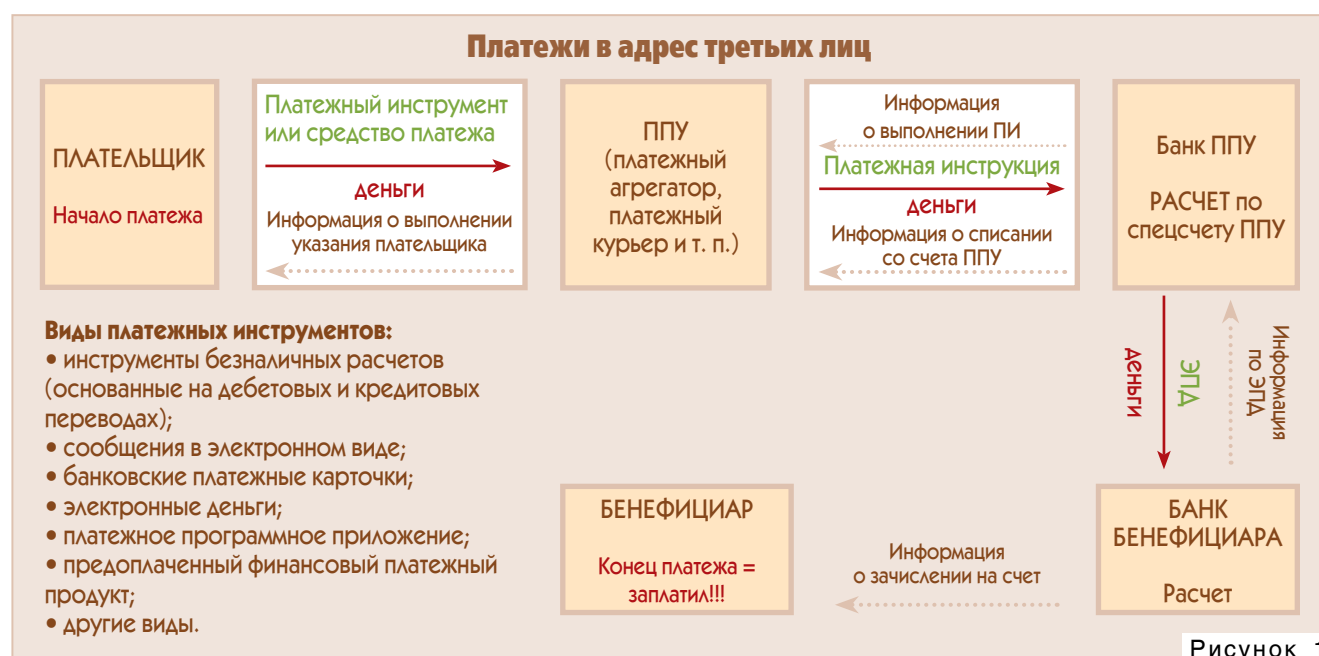 Платежи в адрес третьих лиц
ПЛАТЕЛЬЩИК
Начало платежа
Платежный инструмент
или средство платежа
деньги
Информация о выполнении
указания плательщика
ППУ
(платежный
агрегатор,
платежный
курьер и т. п.)
Информация
о выполнении ПИ
Платежная инструкция
деньги
Информация о списании
со счета ППУ
Банк ППУ
РАСЧЕТ по
спецсчету ППУ
деньги
ЭПД
Информация
по ЭПД
Виды платежных инструментов:
• инструменты безналичных расчетов
(основанные на дебетовых и кредитовых
переводах);
• сообщения в электронном виде;
• банковские платежные карточки;
• электронные деньги;
• платежное программное приложение;
• предоплаченный финансовый платежный
продукт;
• другие виды.
БЕНЕФИЦИАР
Конец платежа =
заплатил!!!
Информация
о зачислении на счет
БАНК
БЕНЕФИЦИАРА
Расчет
Рисунок 1